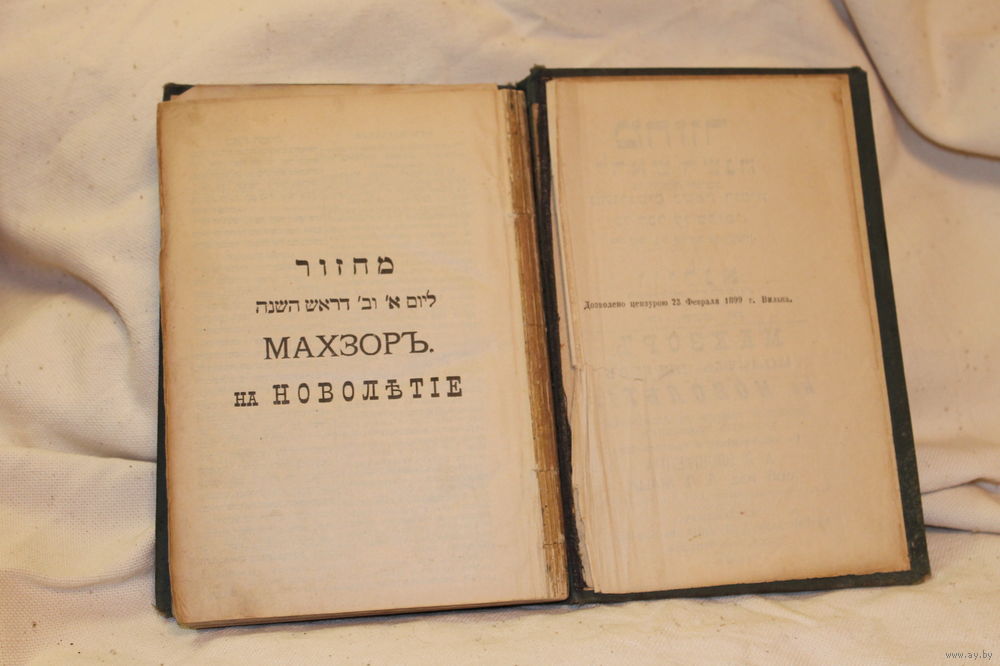 מחזור
ליום א' וב' דראש השנה
МАХЗОРЪ.
НА НОВОЛѢТІЕ
Дозволено цензурою 23 Февраля 1899 г. Вильна.
www.ay.by